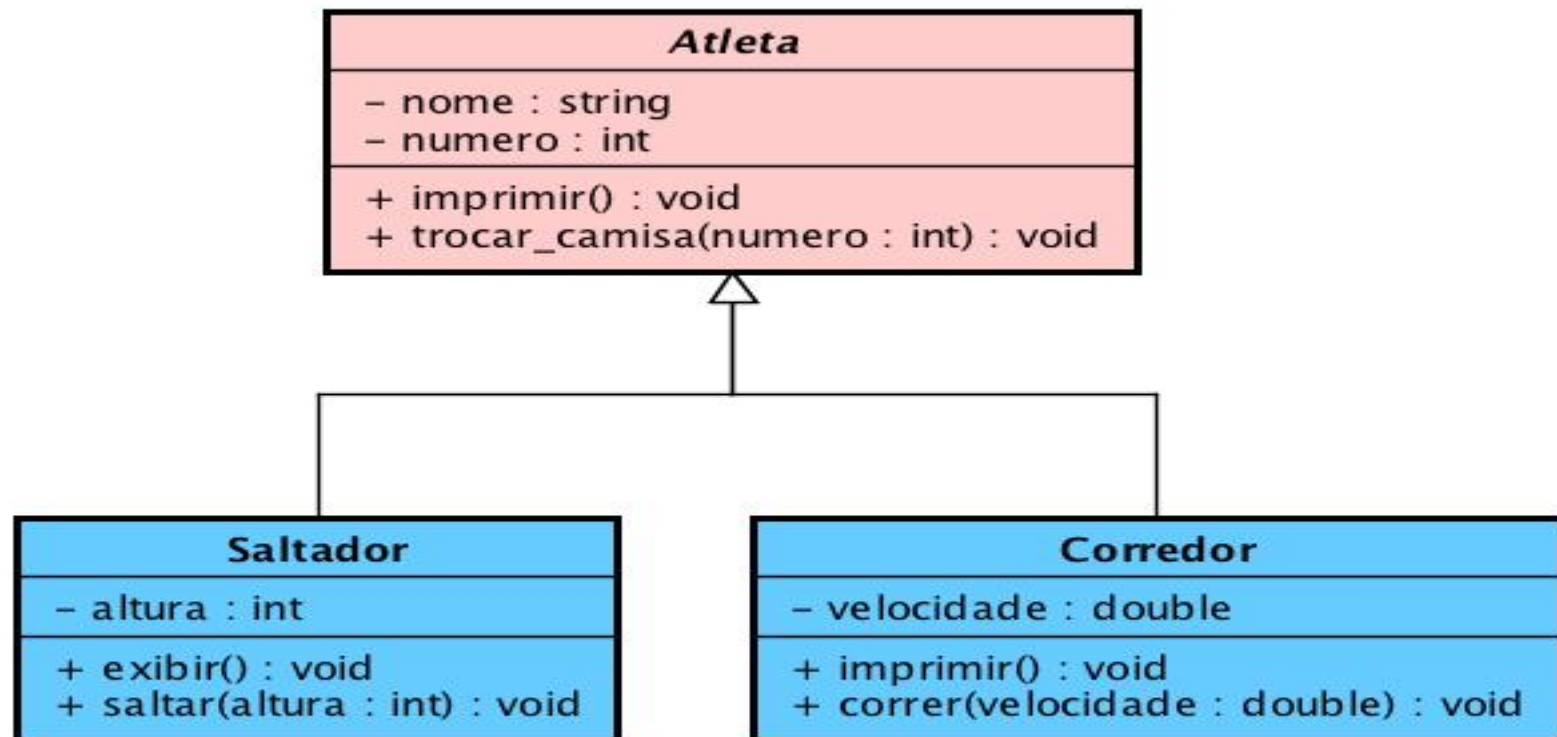 Atleta
– nome : string
– numero : int
+ imprimir() : void
+ trocar_camisa(numero : int) : void
Saltador
– altura : int
+ exibir() : void
+ saltar(altura : int) : void
Corredor
– velocidade : double
+ imprimir() : void
+ correr(velocidade : double) : void